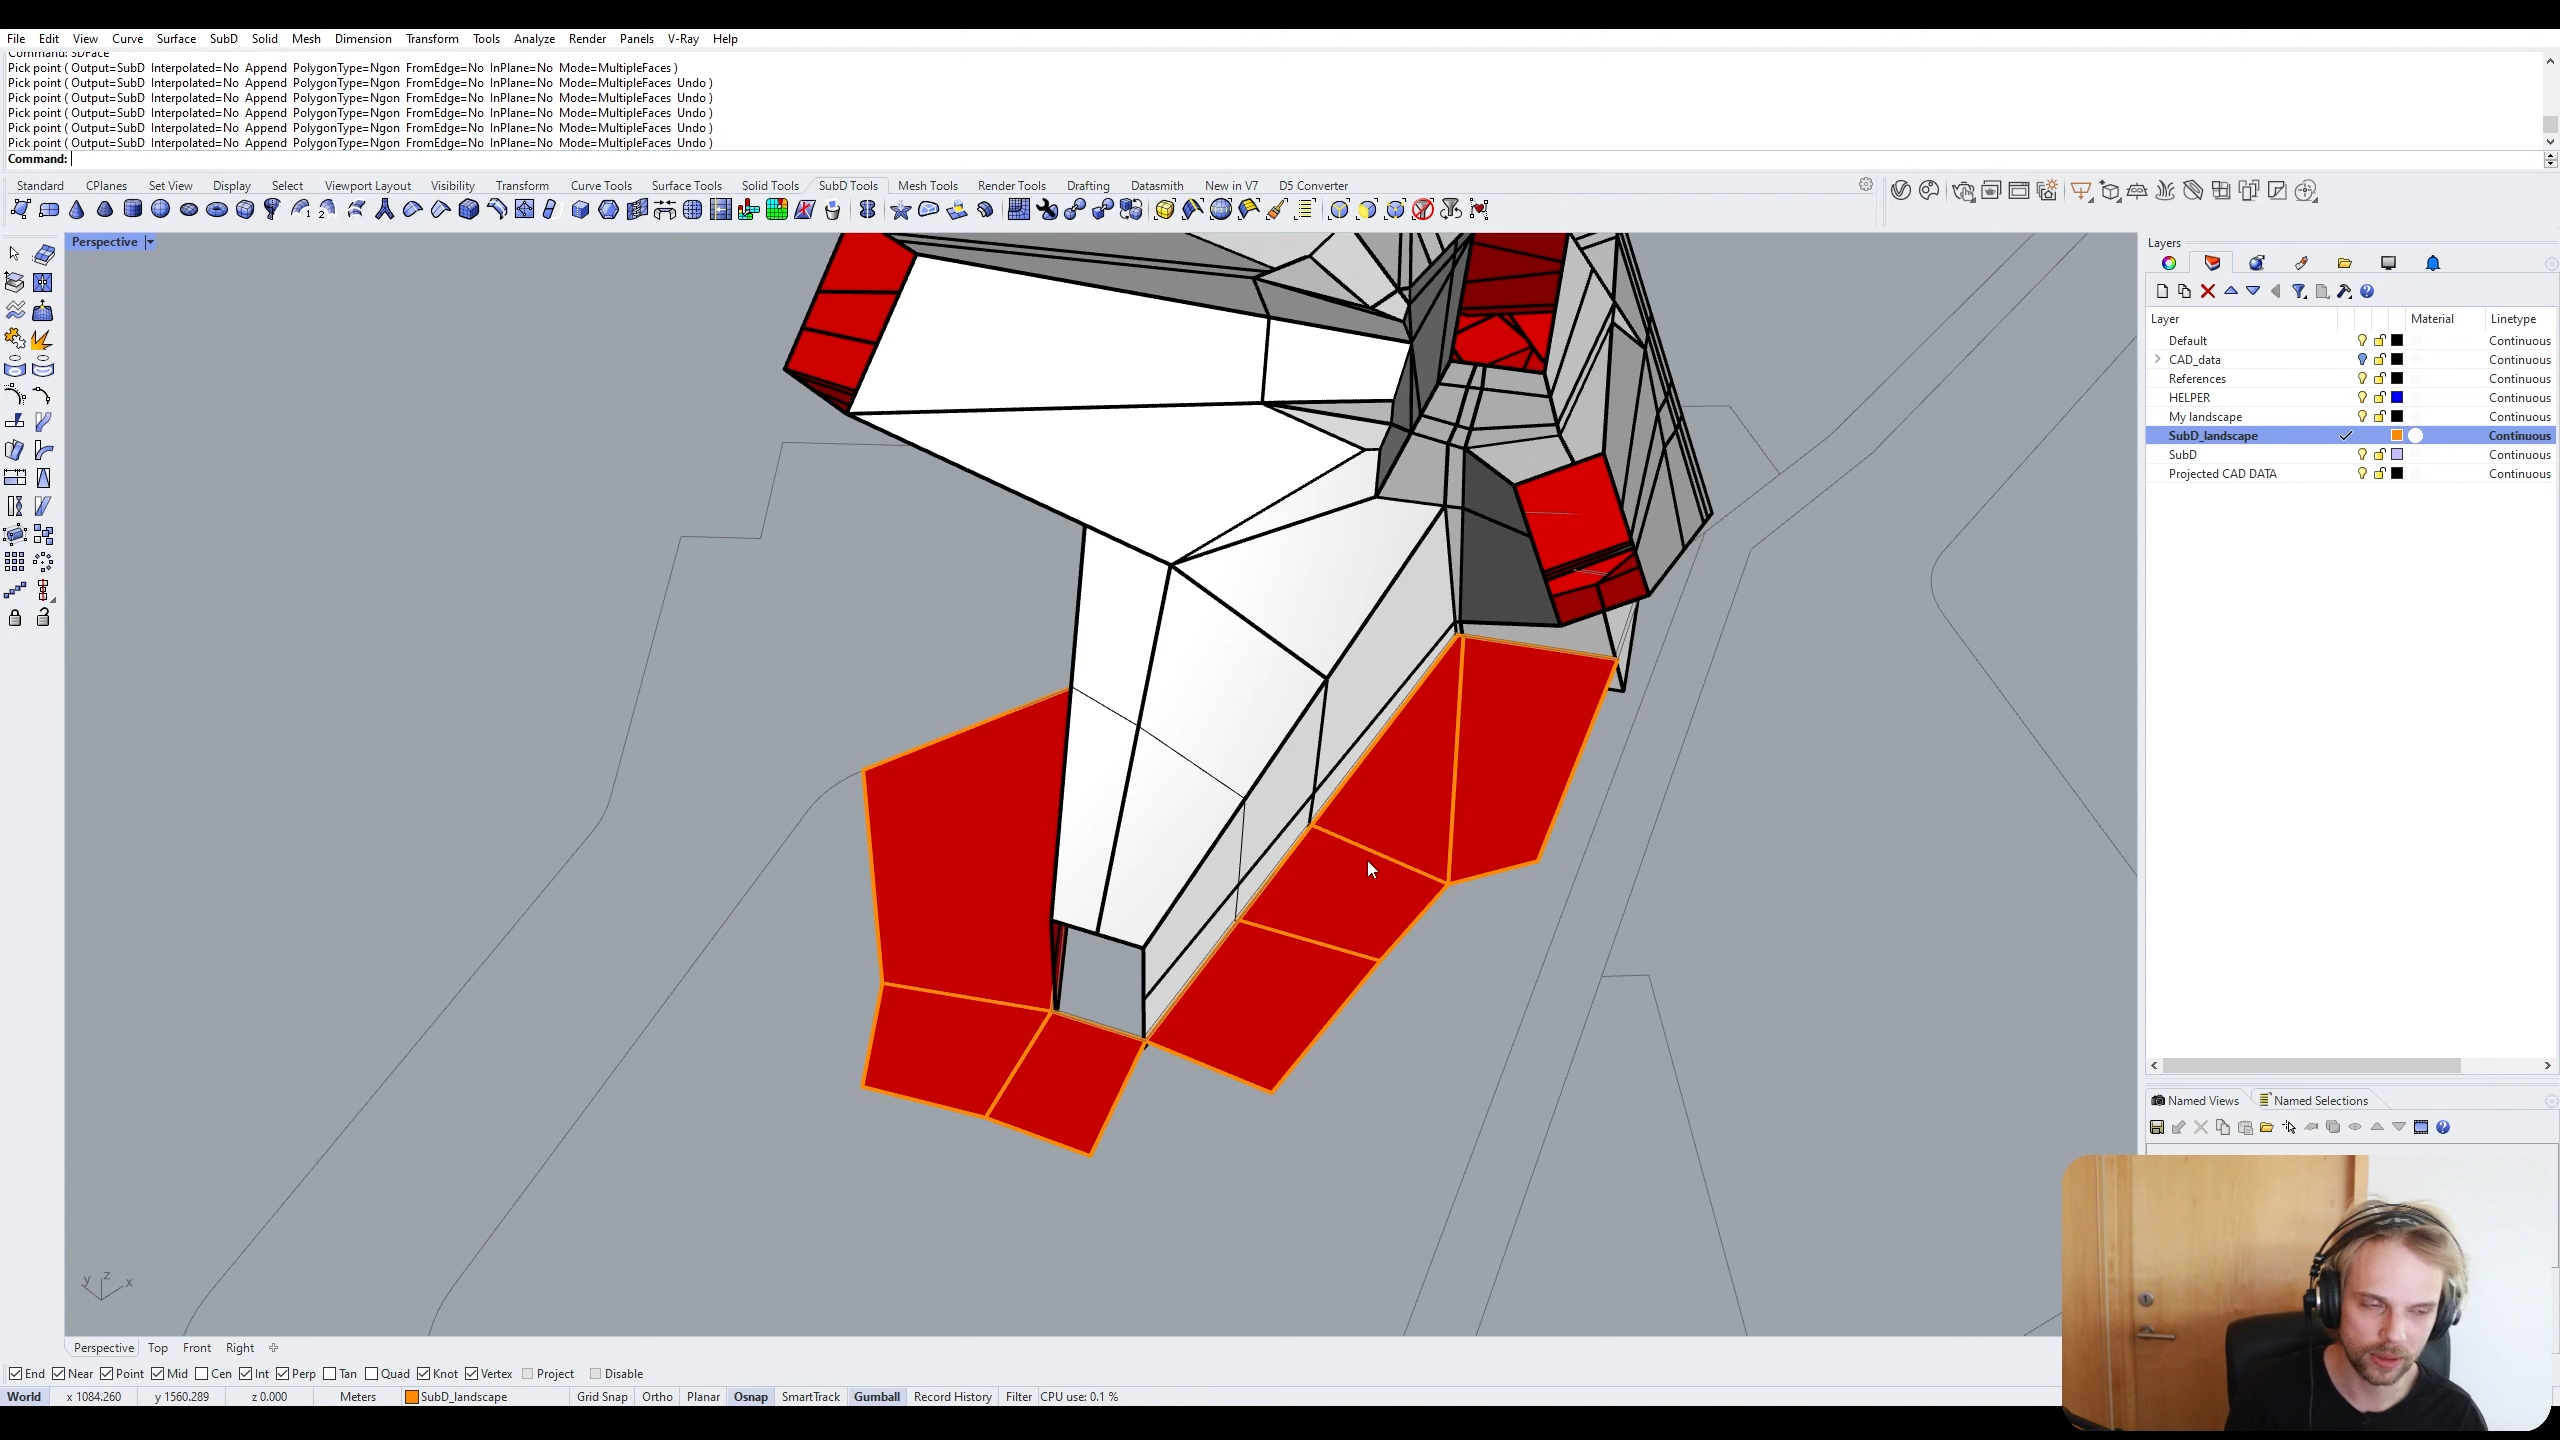 File Edit View Curve Surface SubD Solid Mesh Dimension Transform Tools Analyze Render Panels V-Ray Help
Command: 3DFace
Pick point ( Output=SubD Interpolated=No Append PolygonType=Ngon FromEdge=No InPlane=No Mode=MultipleFaces )
Pick point ( Output=SubD Interpolated=No Append PolygonType=Ngon FromEdge=No InPlane=No Mode=MultipleFaces Undo )
Pick point ( Output=SubD Interpolated=No Append PolygonType=Ngon FromEdge=No InPlane=No Mode=MultipleFaces Undo )
Pick point ( Output=SubD Interpolated=No Append PolygonType=Ngon FromEdge=No InPlane=No Mode=MultipleFaces Undo )
Pick point ( Output=SubD Interpolated=No Append PolygonType=Ngon FromEdge=No InPlane=No Mode=MultipleFaces Undo )
Pick point ( Output=SubD Interpolated=No Append PolygonType=Ngon FromEdge=No InPlane=No Mode=MultipleFaces Undo )
Command:
Standard CPlanes Set View Display Select Viewport Layout Visibility Transform Curve Tools Surface Tools Solid Tools SubD Tools Mesh Tools Render Tools Drafting Datasmith New in V7 D5 Converter
Perspective
Layers
Layer Material Linetype
Default Continuous
CAD_data Continuous
References Continuous
HELPER Continuous
My landscape Continuous
SubD_landscape Continuous
SubD Continuous
Projected CAD DATA Continuous
Named Views Named Selections
y z x
Perspective Top Front Right
End Near Point Mid Cen Int Perp Tan Quad Knot Vertex Project Disable
World x 1084.260 y 1560.289 z 0.000 Meters SubD_landscape Grid Snap Ortho Planar Osnap SmartTrack Gumball Record History Filter CPU use: 0.1 %